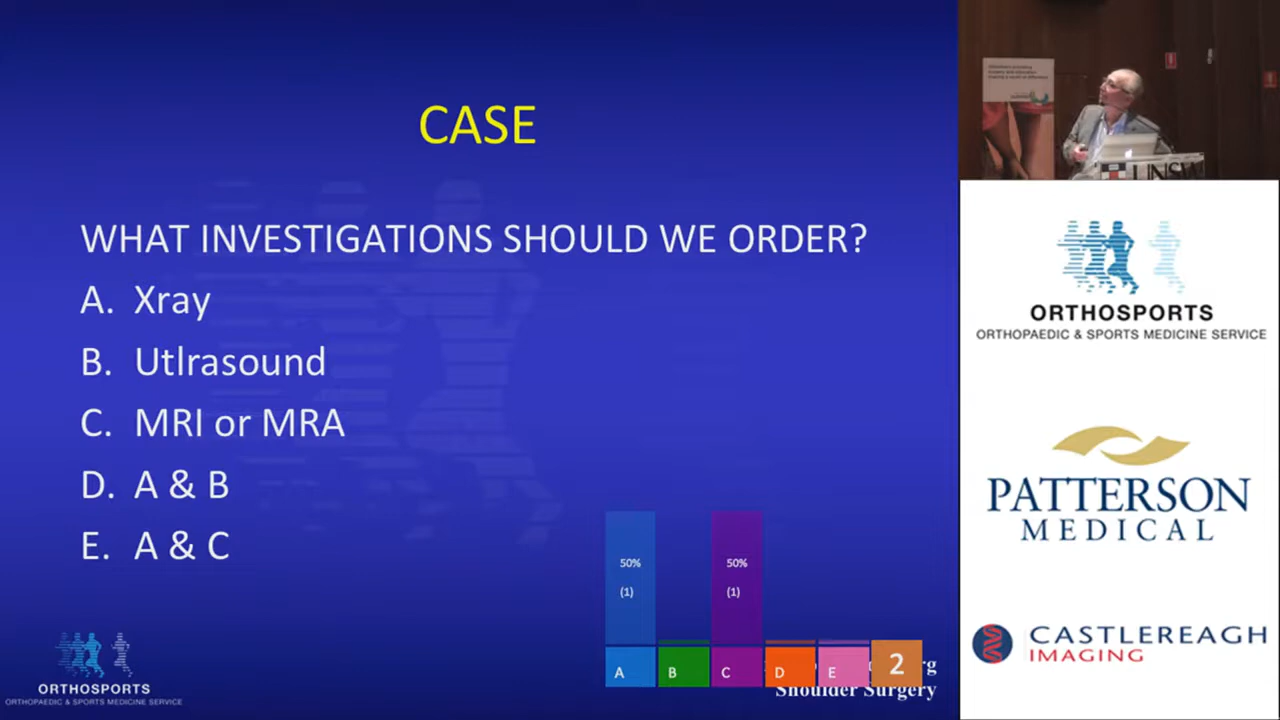 CASE
WHAT INVESTIGATIONS SHOULD WE ORDER?
A. Xray
B. Utlrasound
C. MRI or MRA
D. A & B
E. A & C
50%
(1)
50%
(1)
A
B
C
D
E
2
Shoulder Surgery
ORTHOSPORTS
ORTHOPAEDIC & SPORTS MEDICINE SERVICE
UNSW
ORTHOSPORTS
ORTHOPAEDIC & SPORTS MEDICINE SERVICE
PATTERSON
MEDICAL
CASTLEREAGH
IMAGING